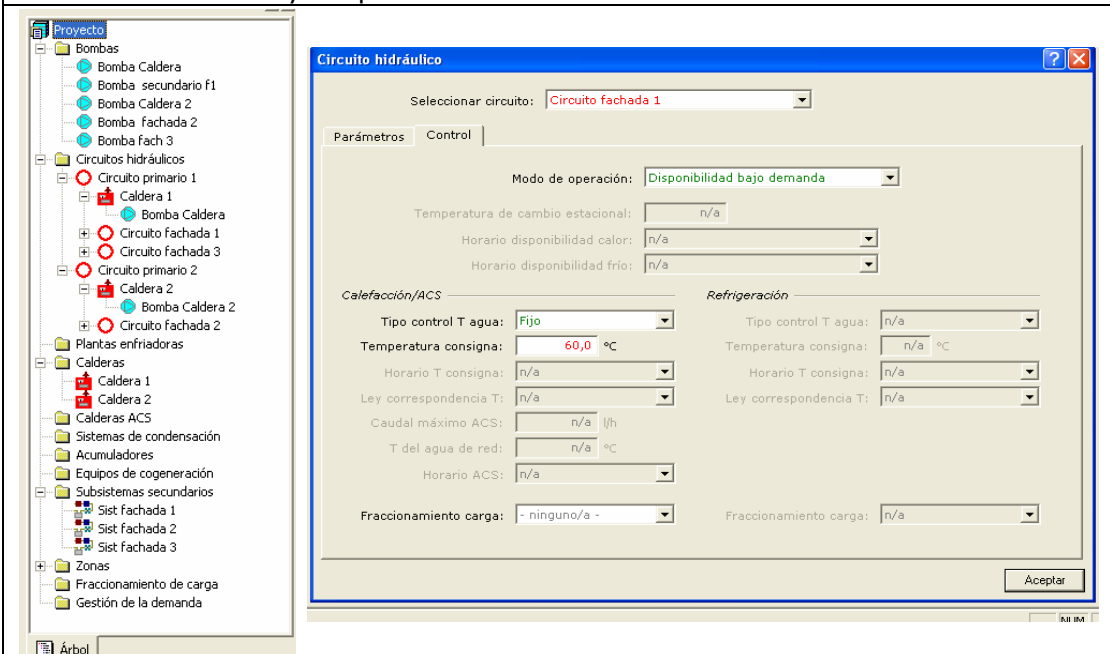 Proyecto
Bombas
Bomba Caldera
Bomba secundario f1
Bomba Caldera 2
Bomba fachada 2
Bomba fach 3
Circuitos hidráulicos
Circuito primario 1
Caldera 1
Bomba Caldera
Circuito fachada 1
Circuito fachada 3
Circuito primario 2
Caldera 2
Bomba Caldera 2
Circuito fachada 2
Plantas enfriadoras
Calderas
Caldera 1
Caldera 2
Calderas ACS
Sistemas de condensación
Acumuladores
Equipos de cogeneración
Subsistemas secundarios
Sist fachada 1
Sist fachada 2
Sist fachada 3
Zonas
Fraccionamiento de carga
Gestión de la demanda
Árbol
Circuito hidráulico
Seleccionar circuito: Circuito fachada 1
Parámetros Control
Modo de operación: Disponibilidad bajo demanda
Temperatura de cambio estacional: n/a
Horario disponibilidad calor: n/a
Horario disponibilidad frío: n/a
Calefacción/ACS Refrigeración
Tipo control T agua: Fijo Tipo control T agua: n/a
Temperatura consigna: 60,0 ºC Temperatura consigna: n/a ºC
Horario T consigna: n/a Horario T consigna: n/a
Ley correspondencia T: n/a Ley correspondencia T: n/a
Caudal máximo ACS: n/a l/h
T del agua de red: n/a ºC
Horario ACS: n/a
Fraccionamiento carga: - ninguno/a - Fraccionamiento carga: n/a
Aceptar
NUM